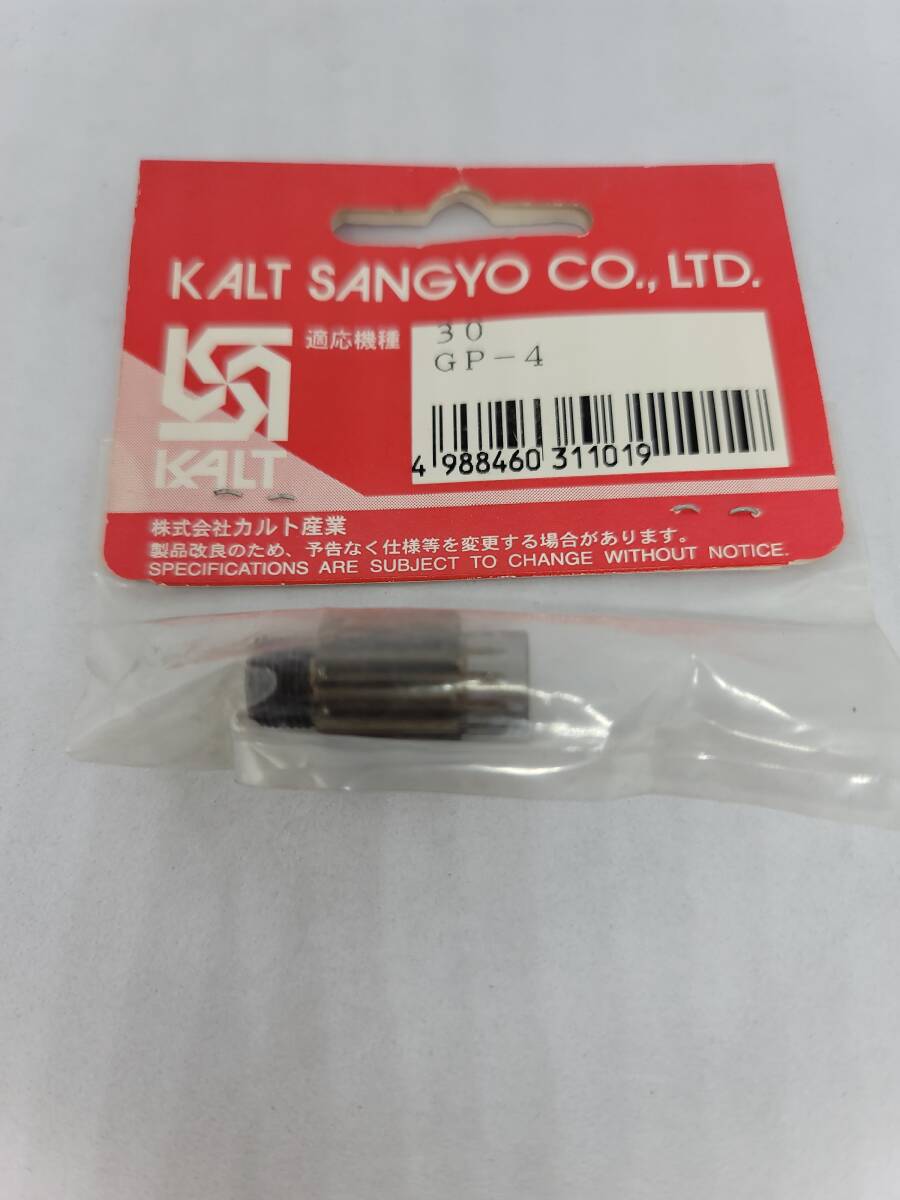 KALT SANGYO CO., LTD.
適応機種
30
GP-4
4 988460 311019
KALT
株式会社カルト産業
製品改良のため、予告なく仕様等を変更する場合があります。
SPECIFICATIONS ARE SUBJECT TO CHANGE WITHOUT NOTICE.